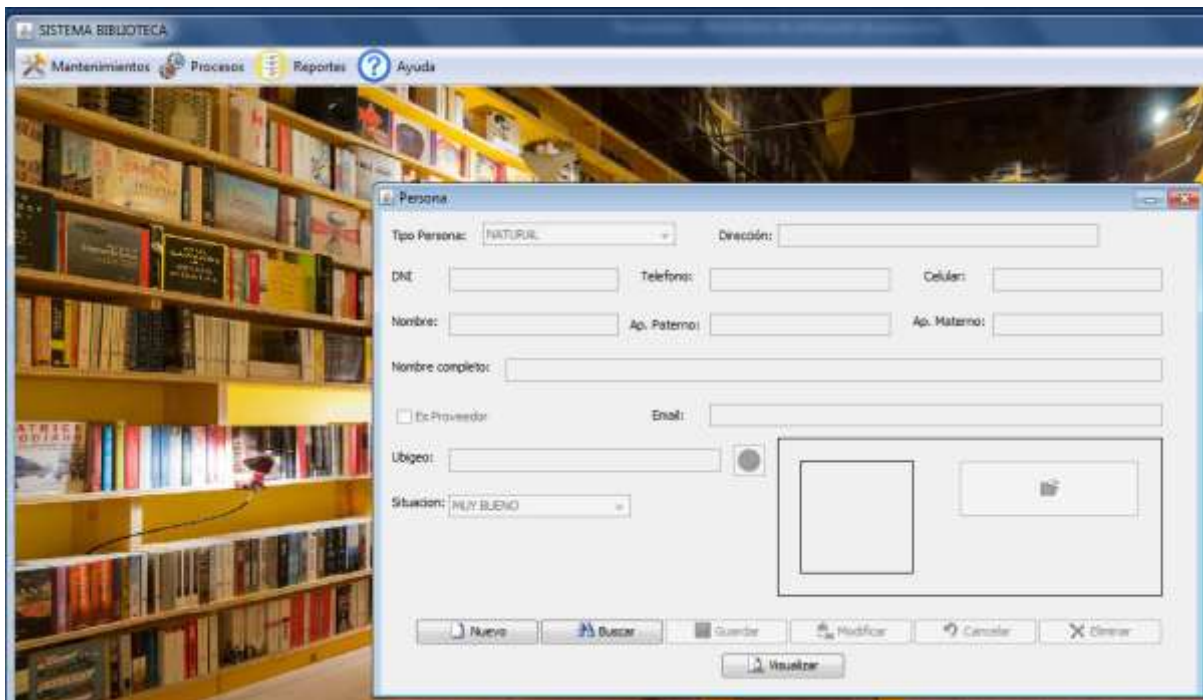 SISTEMA BIBLIOTECA
Mantenimientos Procesos Reportes Ayuda
Persona
Tipo Persona: NATURAL Dirección:
DNI Telefono: Celular:
Nombre: Ap. Paterno: Ap. Materno:
Nombre completo:
Es Proveedor Email:
Ubigeo:
Situacion: MUY BUENO
Nuevo Buscar Guardar Modificar Cancelar Eliminar
Visualizar